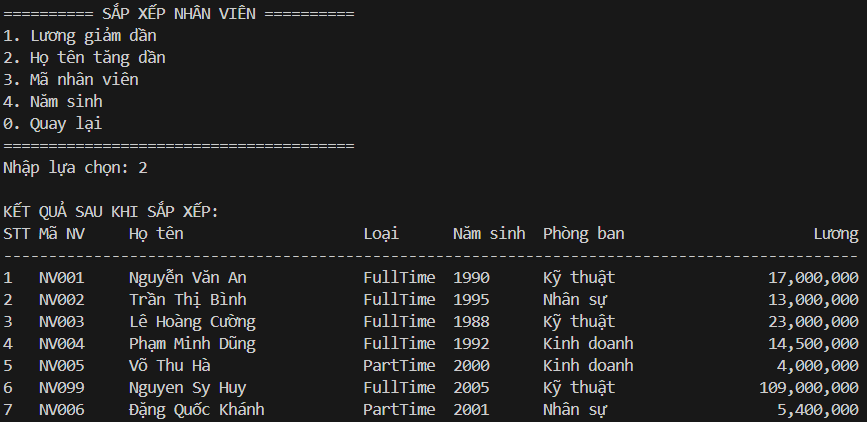 ========== SẮP XẾP NHÂN VIÊN ==========
1. Lương giảm dần
2. Họ tên tăng dần
3. Mã nhân viên
4. Năm sinh
0. Quay lại
=======================================
Nhập lựa chọn: 2

KẾT QUẢ SAU KHI SẮP XẾP:
STT Mã NV     Họ tên                    Loại      Năm sinh  Phòng ban                     Lương
-----------------------------------------------------------------------------------------------
1   NV001     Nguyễn Văn An             FullTime  1990      Kỹ thuật                 17,000,000
2   NV002     Trần Thị Bình             FullTime  1995      Nhân sự                  13,000,000
3   NV003     Lê Hoàng Cường            FullTime  1988      Kỹ thuật                 23,000,000
4   NV004     Phạm Minh Dũng            FullTime  1992      Kinh doanh               14,500,000
5   NV005     Võ Thu Hà                 PartTime  2000      Kinh doanh                4,000,000
6   NV099     Nguyen Sy Huy             FullTime  2005      Kỹ thuật                109,000,000
7   NV006     Đặng Quốc Khánh           PartTime  2001      Nhân sự                   5,400,000